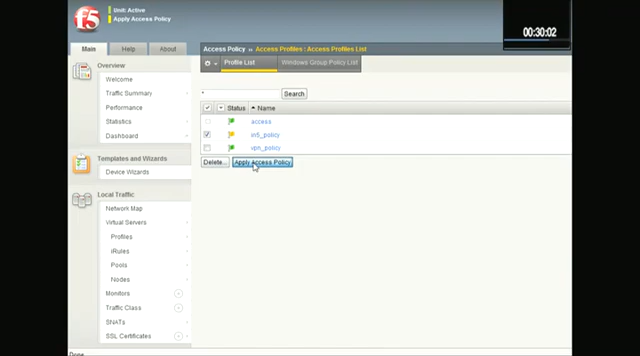 f5
Unit: Active
Apply Access Policy
00:30:02
Main
Help
About
Access Policy » Access Profiles : Access Profiles List
Profile List
Windows Group Policy List
Overview
Welcome
Traffic Summary
Performance
Statistics
Dashboard
Templates and Wizards
Device Wizards
Local Traffic
Network Map
Virtual Servers
Profiles
iRules
Pools
Nodes
Monitors
Traffic Class
SNATs
SSL Certificates
*
Search
Status
Name
access
vpn_policy
Delete...
Apply Access Policy
Done